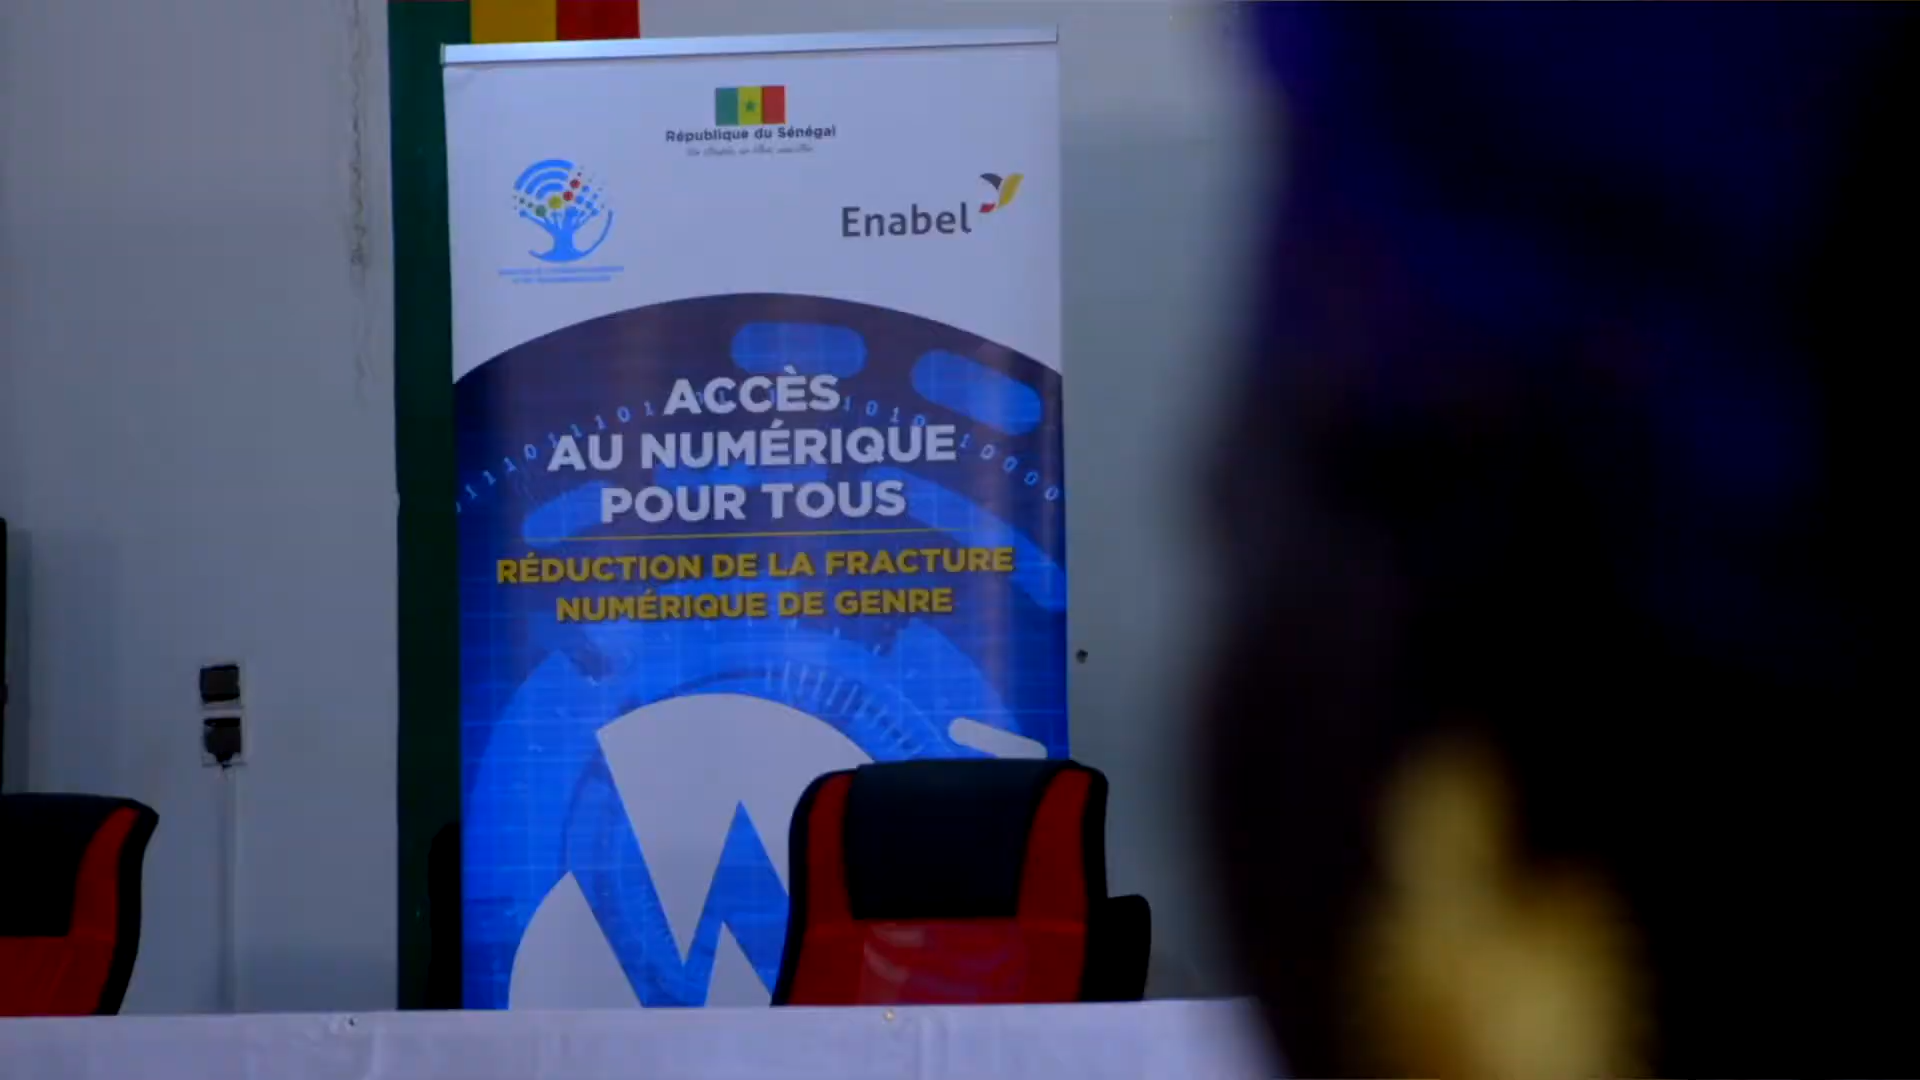 République du Sénégal
Enabel
ACCÈS
AU NUMÉRIQUE
POUR TOUS
RÉDUCTION DE LA FRACTURE
NUMÉRIQUE DE GENRE
W